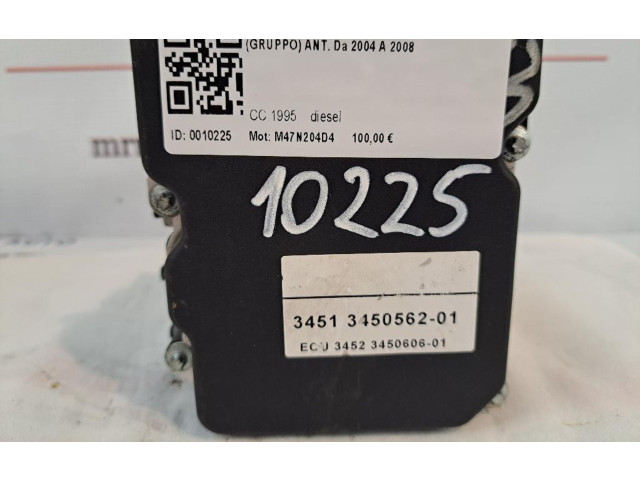 (GRUPPO) ANT. Da 2004 A 2008
CC 1995 diesel
ID: 0010225 Mot: M47N204D4 100,00 €
10225
3451 3450562-01
ECU 3452 3450606-01